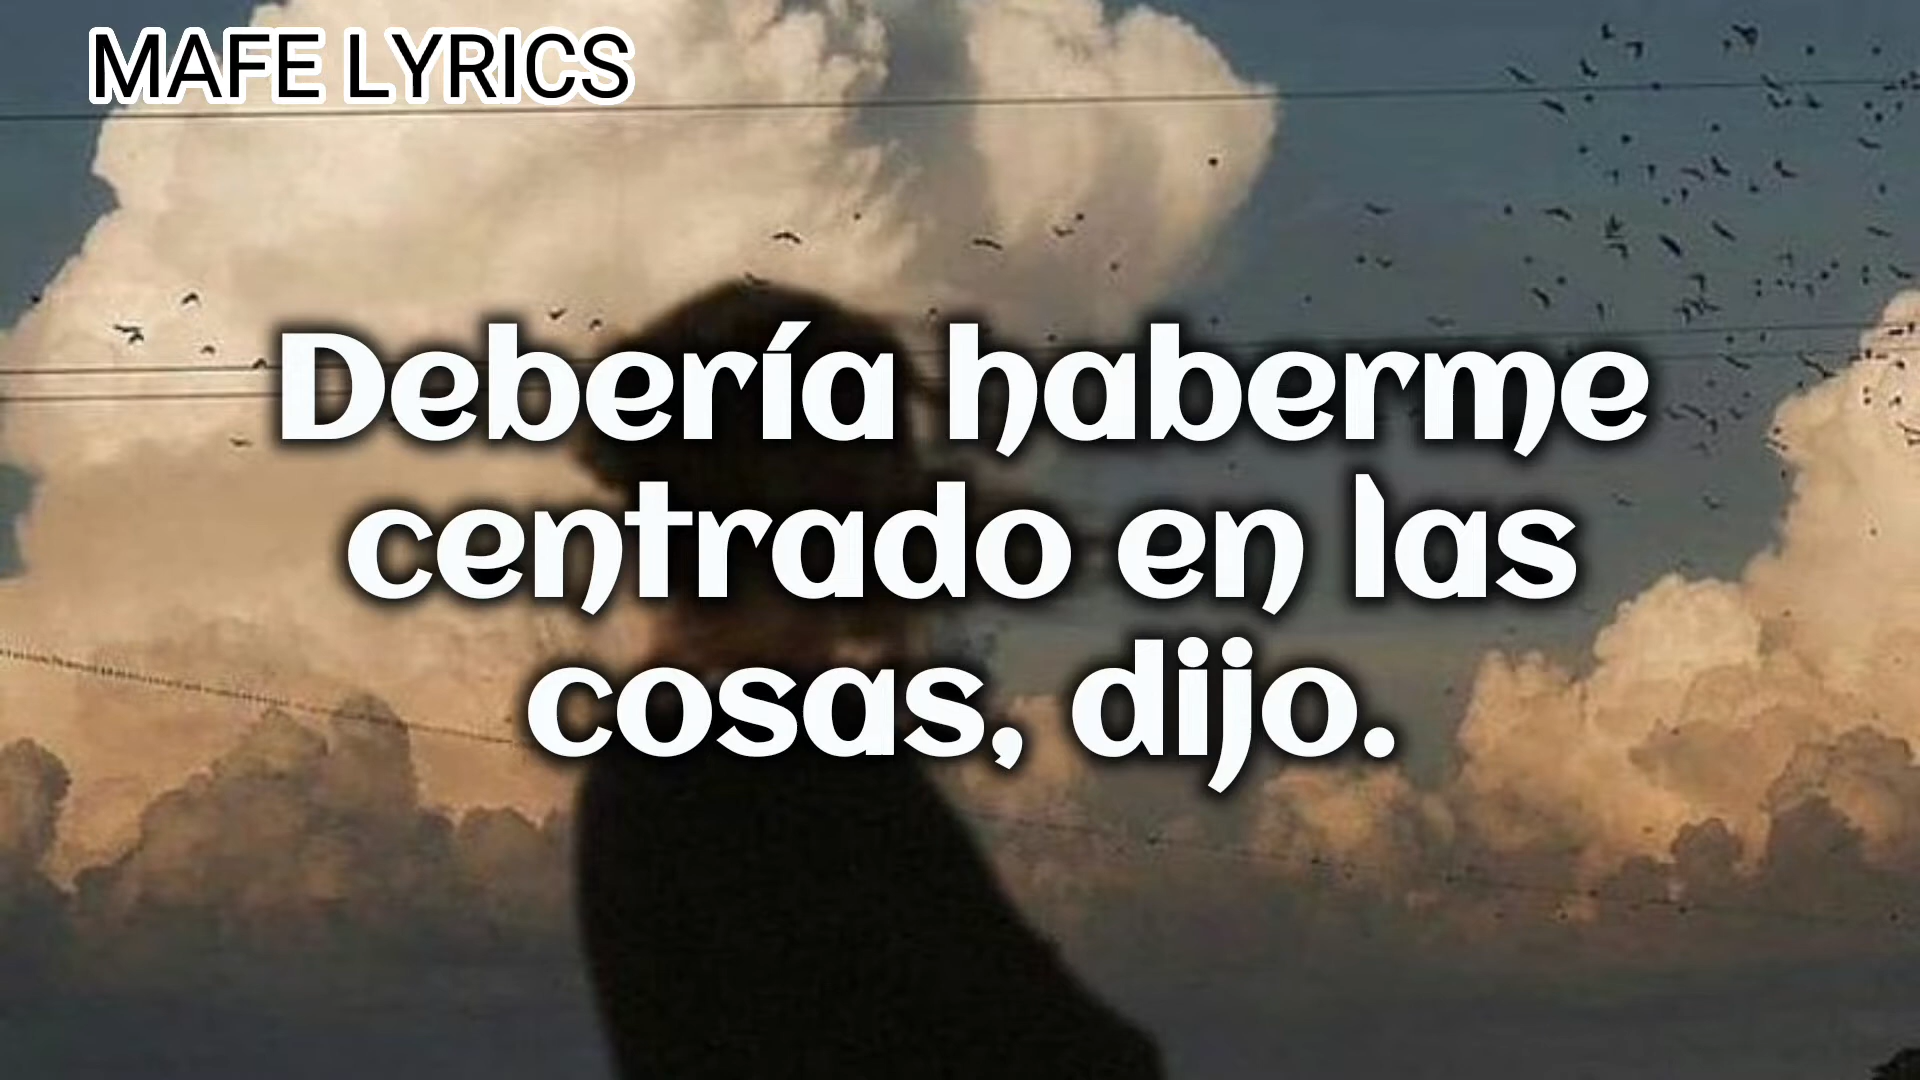 MAFE LYRICS
Debería haberme
centrado en las
cosas, dijo.